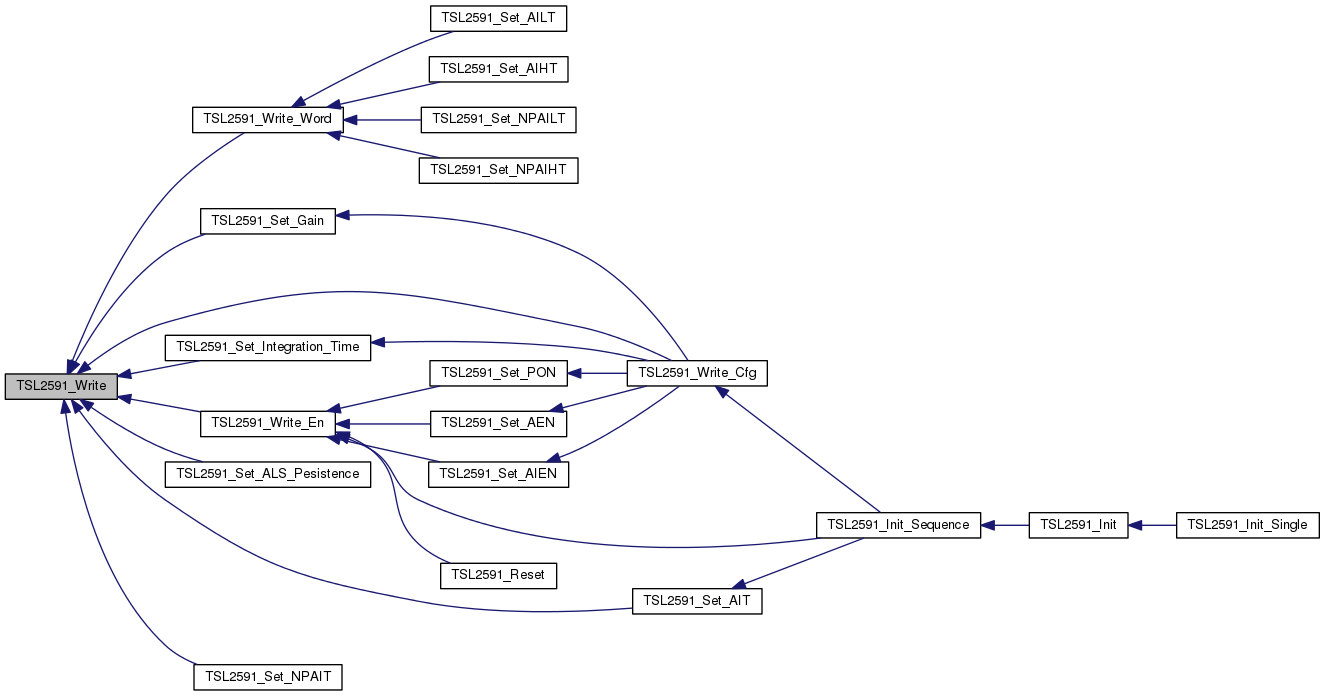 TSL2591_Set_AILT
TSL2591_Set_AIHT
TSL2591_Write_Word
TSL2591_Set_NPAILT
TSL2591_Set_NPAIHT
TSL2591_Set_Gain
TSL2591_Set_Integration_Time
TSL2591_Set_PON
TSL2591_Write_Cfg
TSL2591_Write
TSL2591_Write_En
TSL2591_Set_AEN
TSL2591_Set_ALS_Pesistence
TSL2591_Set_AIEN
TSL2591_Init_Sequence
TSL2591_Init
TSL2591_Init_Single
TSL2591_Reset
TSL2591_Set_AIT
TSL2591_Set_NPAIT